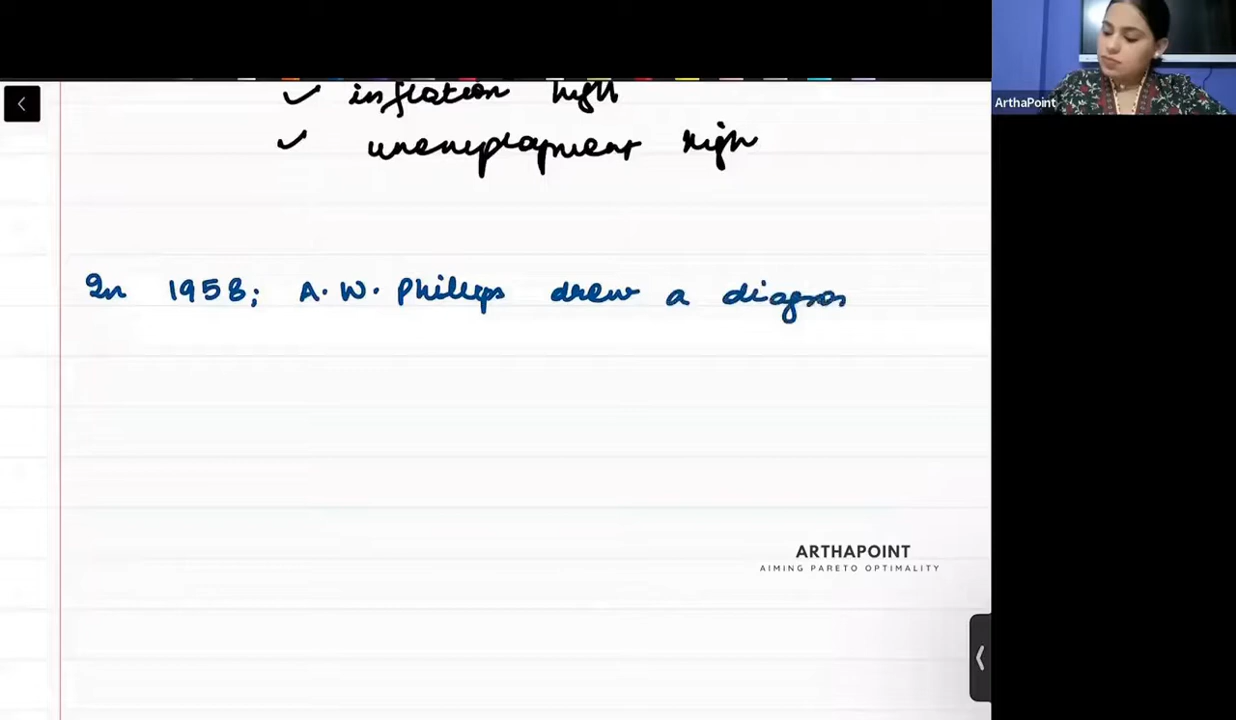 ✓ inflation high
✓ unemployment high
In 1958; A.W. Phillips drew a diagram
ArthaPoint
ARTHAPOINT
AIMING PARETO OPTIMALITY